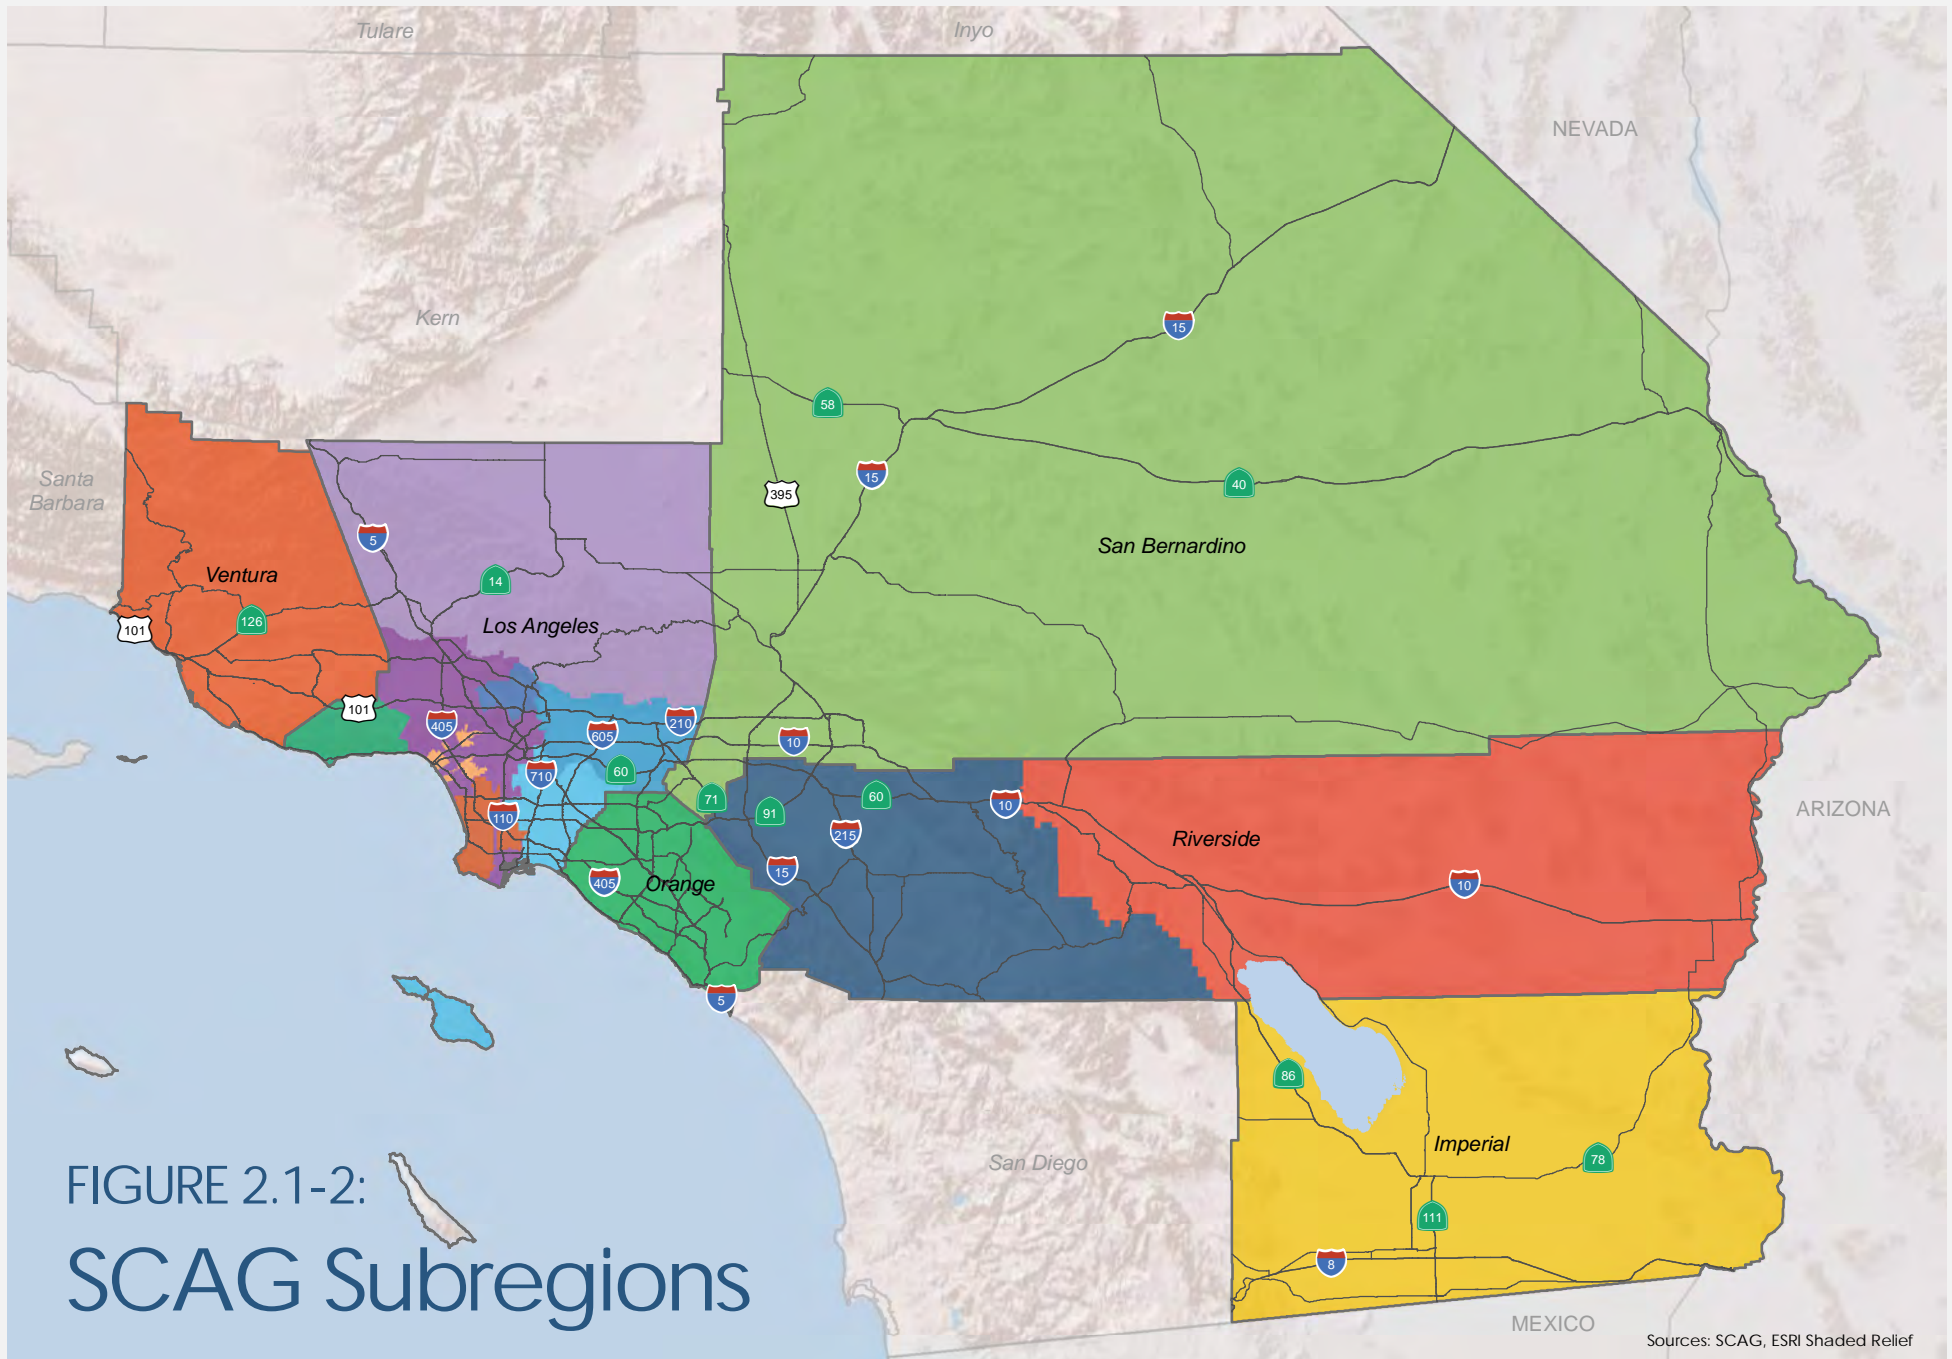 Tulare
Inyo
NEVADA
Kern
15
58
15
40
395
Santa
Barbara
San Bernardino
5
14
Ventura
126
101
Los Angeles
101
405
210
605
10
710
60
71
91
60
10
110
215
ARIZONA
Riverside
15
10
405
Orange
5
86
Imperial
78
San Diego
111
8
FIGURE 2.1-2:
SCAG Subregions
MEXICO
Sources: SCAG, ESRI Shaded Relief